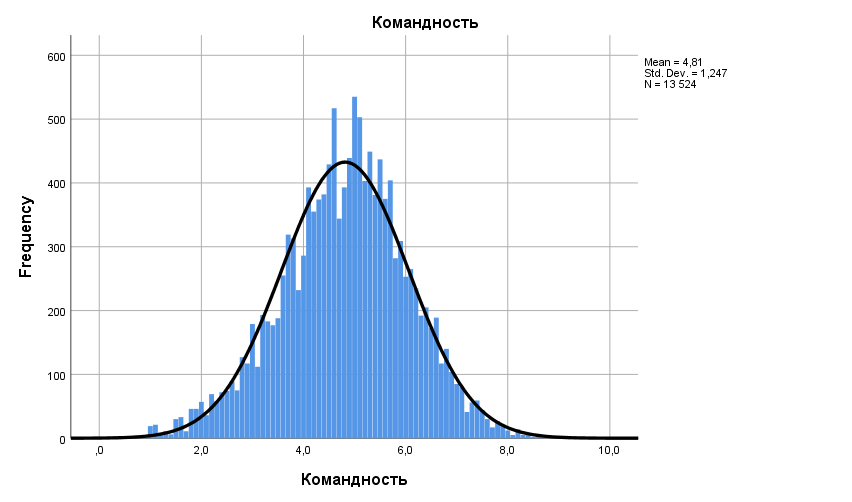 Командность
Mean = 4,81
Std. Dev. = 1,247
N = 13 524
Frequency
600
500
400
300
200
100
0
,0
2,0
4,0
6,0
8,0
10,0
Командность